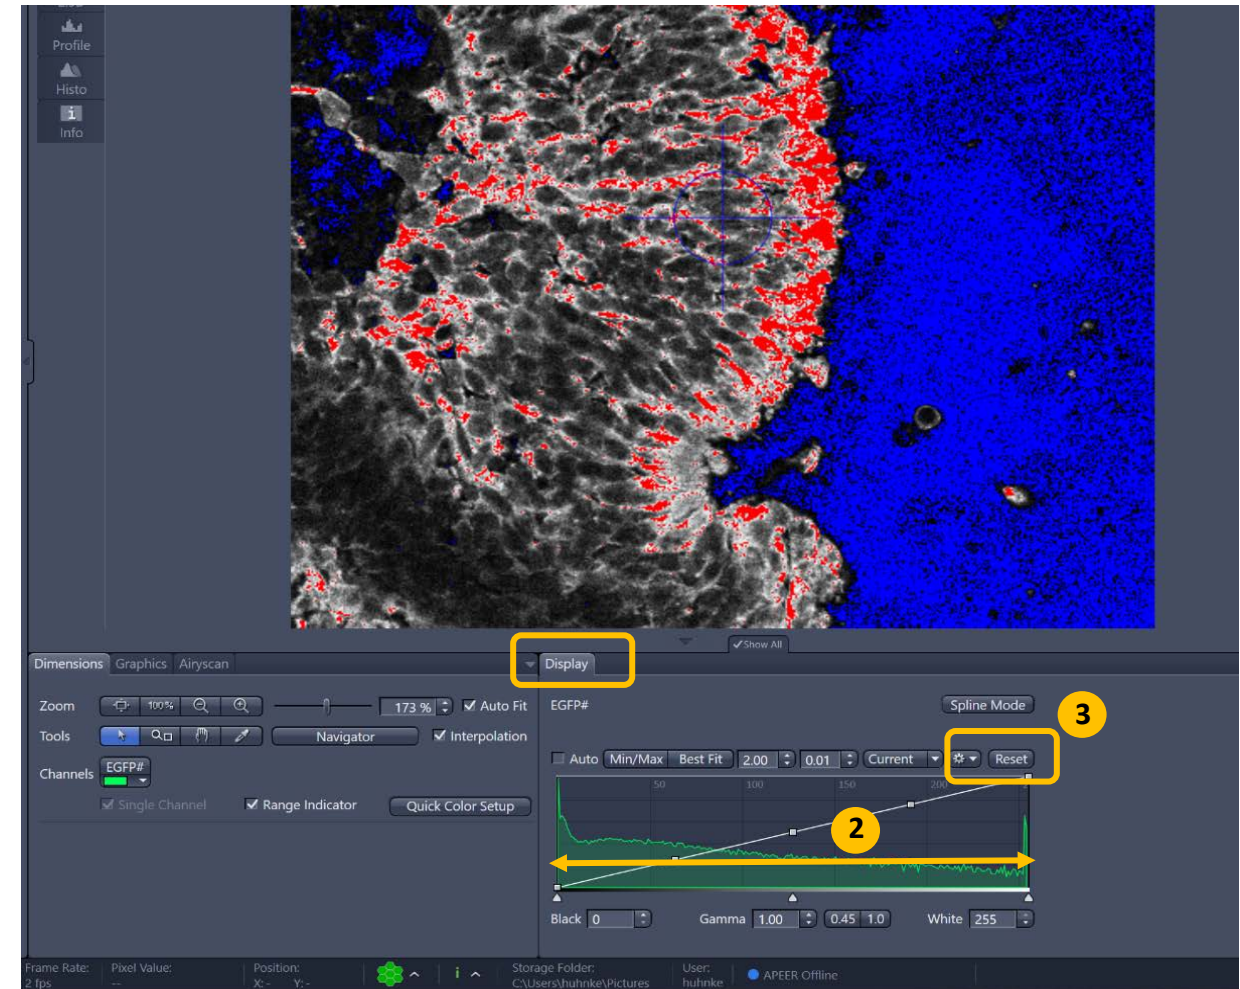 Profile
Histo
i
Info
Show All
Dimensions Graphics Airyscan
Display
Zoom 100% 173 % Auto Fit
EGFP#
Spline Mode
3
Tools Navigator Interpolation
Auto Min/Max Best Fit 2.00 0.01 Current Reset
Channels EGFP#
50 100 150 200
Single Channel Range Indicator Quick Color Setup
2
Black 0 Gamma 1.00 0.45 1.0 White 255
Frame Rate: Pixel Value: Position: i Storage Folder: User: APEER Offline
2 fps -- X: - Y: - C:\Users\huhnke\Pictures huhnke